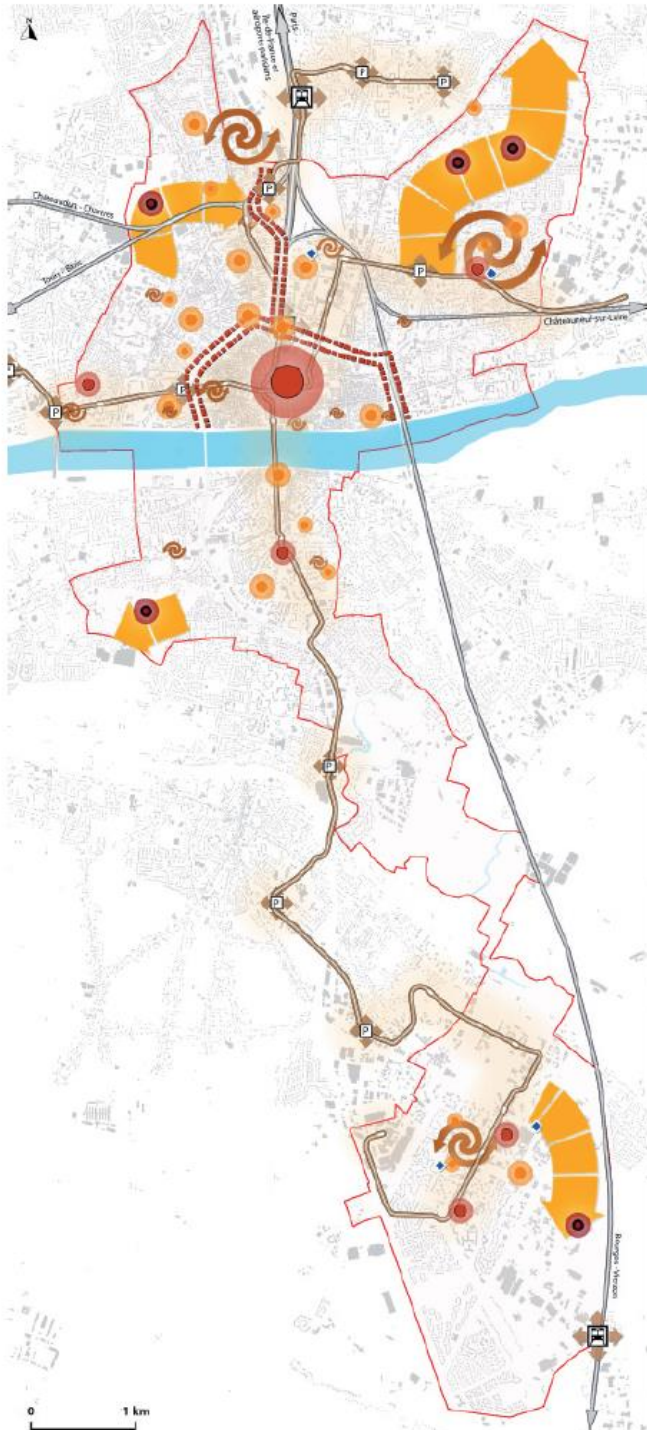 N
Paris -
Île-de-France et
aéroports parisiens
P
P
Châteaudun - Chartres
P
Tours - Blois
P
Châteauneuf-sur-Loire
P
P
P
P
P
P
Bourges - Vierzon
0 1 km